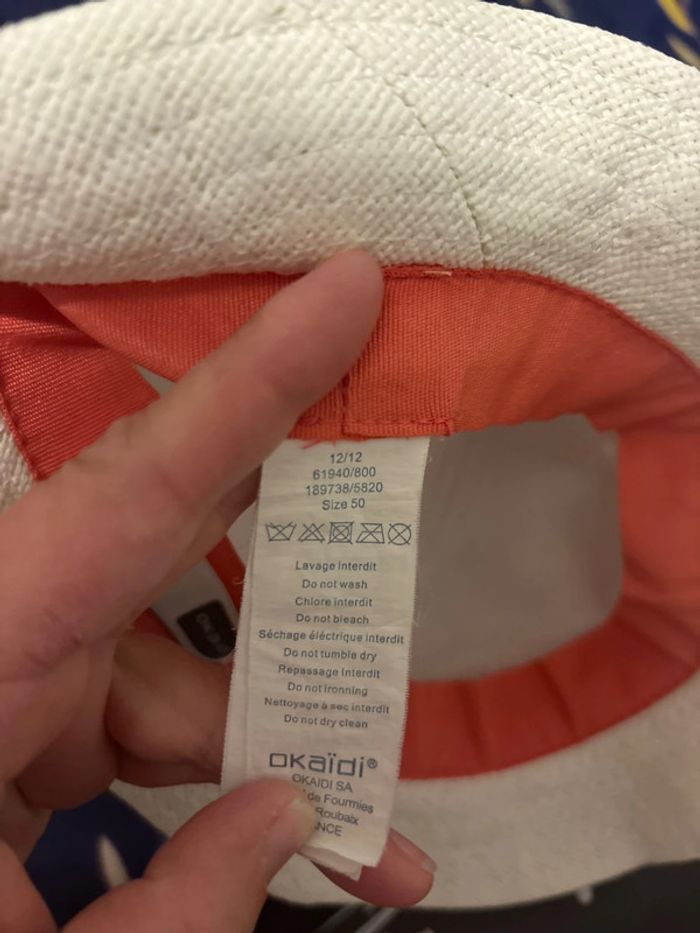 12/12
61940/800
189738/5820
Size 50
Lavage interdit
Do not wash
Chlore interdit
Do not bleach
Séchage éléctrique interdit
Do not tumble dry
Repassage interdit
Do not ironning
Nettoyage à sec interdit
Do not dry clean
OKaïdi®
OKAIDI SA
de Fourmies
Roubaix